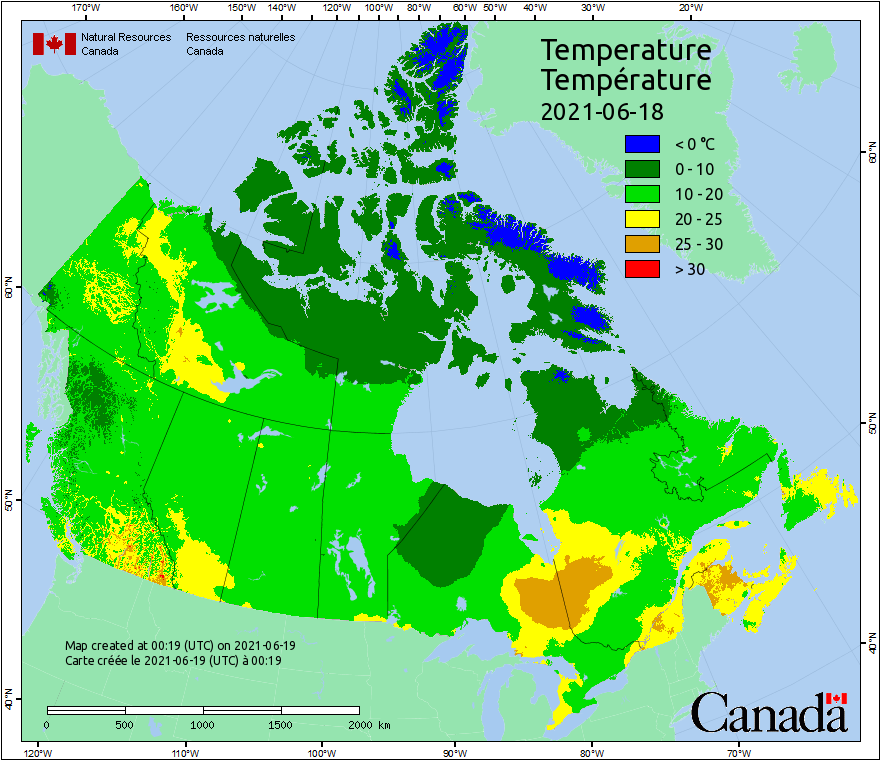 170°W 160°W 150°W 140°W 130°W 120°W 110°W 100°W 80°W 60°W 50°W 40°W 30°W 20°W
Natural Resources Ressources naturelles
Canada Canada
Temperature
Température
2021-06-18
< 0 °C
0 - 10
10 - 20
20 - 25
25 - 30
> 30
60°N 60°N
50°N 50°N
40°N 40°N
Map created at 00:19 (UTC) on 2021-06-19
Carte créée le 2021-06-19 (UTC) à 00:19
0 500 1000 1500 2000 km
Canada
120°W 110°W 100°W 90°W 80°W 70°W